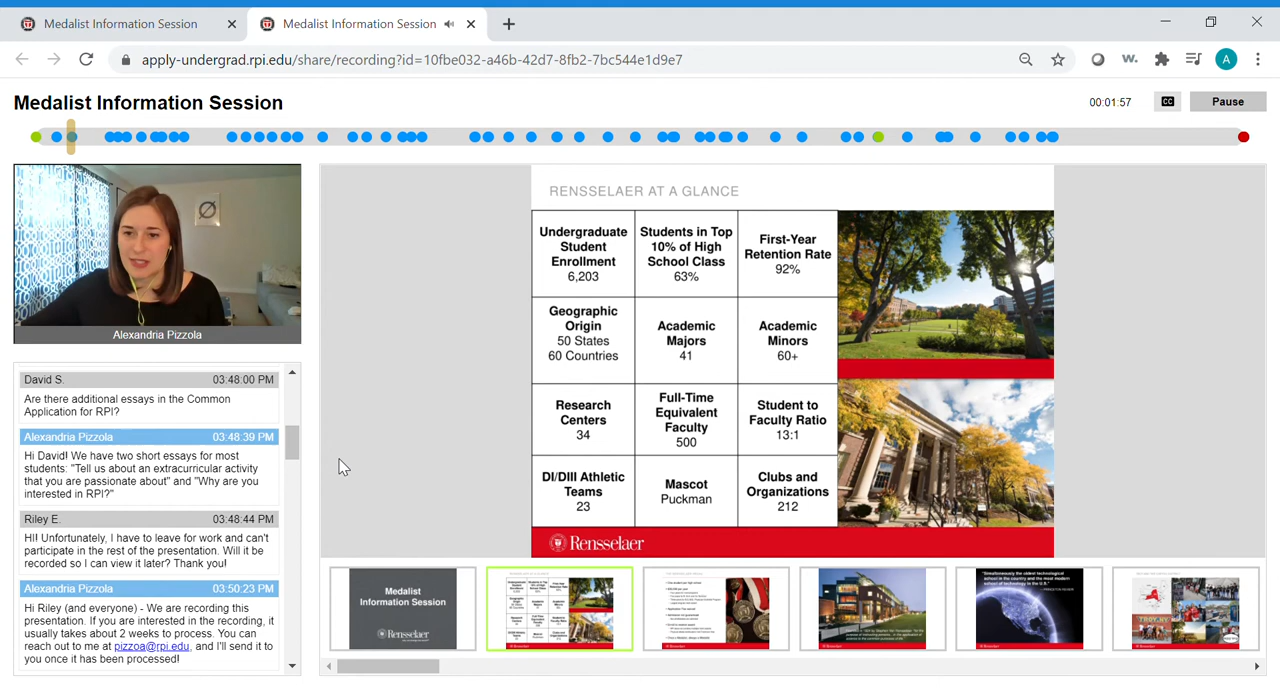 Medalist Information Session
Medalist Information Session
apply-undergrad.rpi.edu/share/recording?id=10fbe032-a46b-42d7-8fb2-7bc544e1d9e7
w.
A
Medalist Information Session
00:01:57
CC
Pause
Alexandria Pizzola
David S. 03:48:00 PM
Are there additional essays in the Common
Application for RPI?
Alexandria Pizzola 03:48:39 PM
Hi David! We have two short essays for most
students: "Tell us about an extracurricular activity
that you are passionate about" and "Why are you
interested in RPI?"
Riley E. 03:48:44 PM
HI! Unfortunately, I have to leave for work and can't
participate in the rest of the presentation. Will it be
recorded so I can view it later? Thank you!
Alexandria Pizzola 03:50:23 PM
Hi Riley (and everyone) - We are recording this
presentation. If you are interested in the recording, it
usually takes about 2 weeks to process. You can
reach out to me at pizzoa@rpi.edu, and I'll send it to
you once it has been processed!
RENSSELAER AT A GLANCE
Undergraduate
Student
Enrollment
6,203
Students in Top
10% of High
School Class
63%
First-Year
Retention Rate
92%
Geographic
Origin
50 States
60 Countries
Academic
Majors
41
Academic
Minors
60+
Research
Centers
34
Full-Time
Equivalent
Faculty
500
Student to
Faculty Ratio
13:1
DI/DIII Athletic
Teams
23
Mascot
Puckman
Clubs and
Organizations
212
Rensselaer
Medalist
Information Session
Rensselaer
TROY, NY